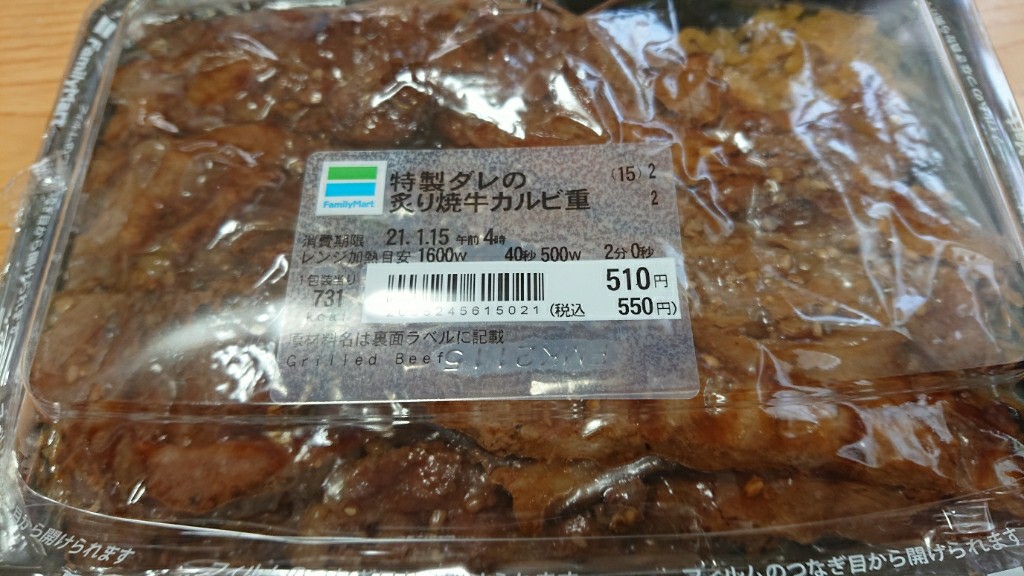 FamilyMart
FamilyMart
特製ダレの
炙り焼牛カルビ重
(15) 2
2
消費期限 21. 1.15 午前 4時
レンジ加熱目安 1600w 40秒 500w 2分 0秒
包装当り
731
kcal
245615021
510円
(税込 550円)
原材料名は裏面ラベルに記載
Grilled Beef
から開けられます
フィルムのつなぎ目から開けられます